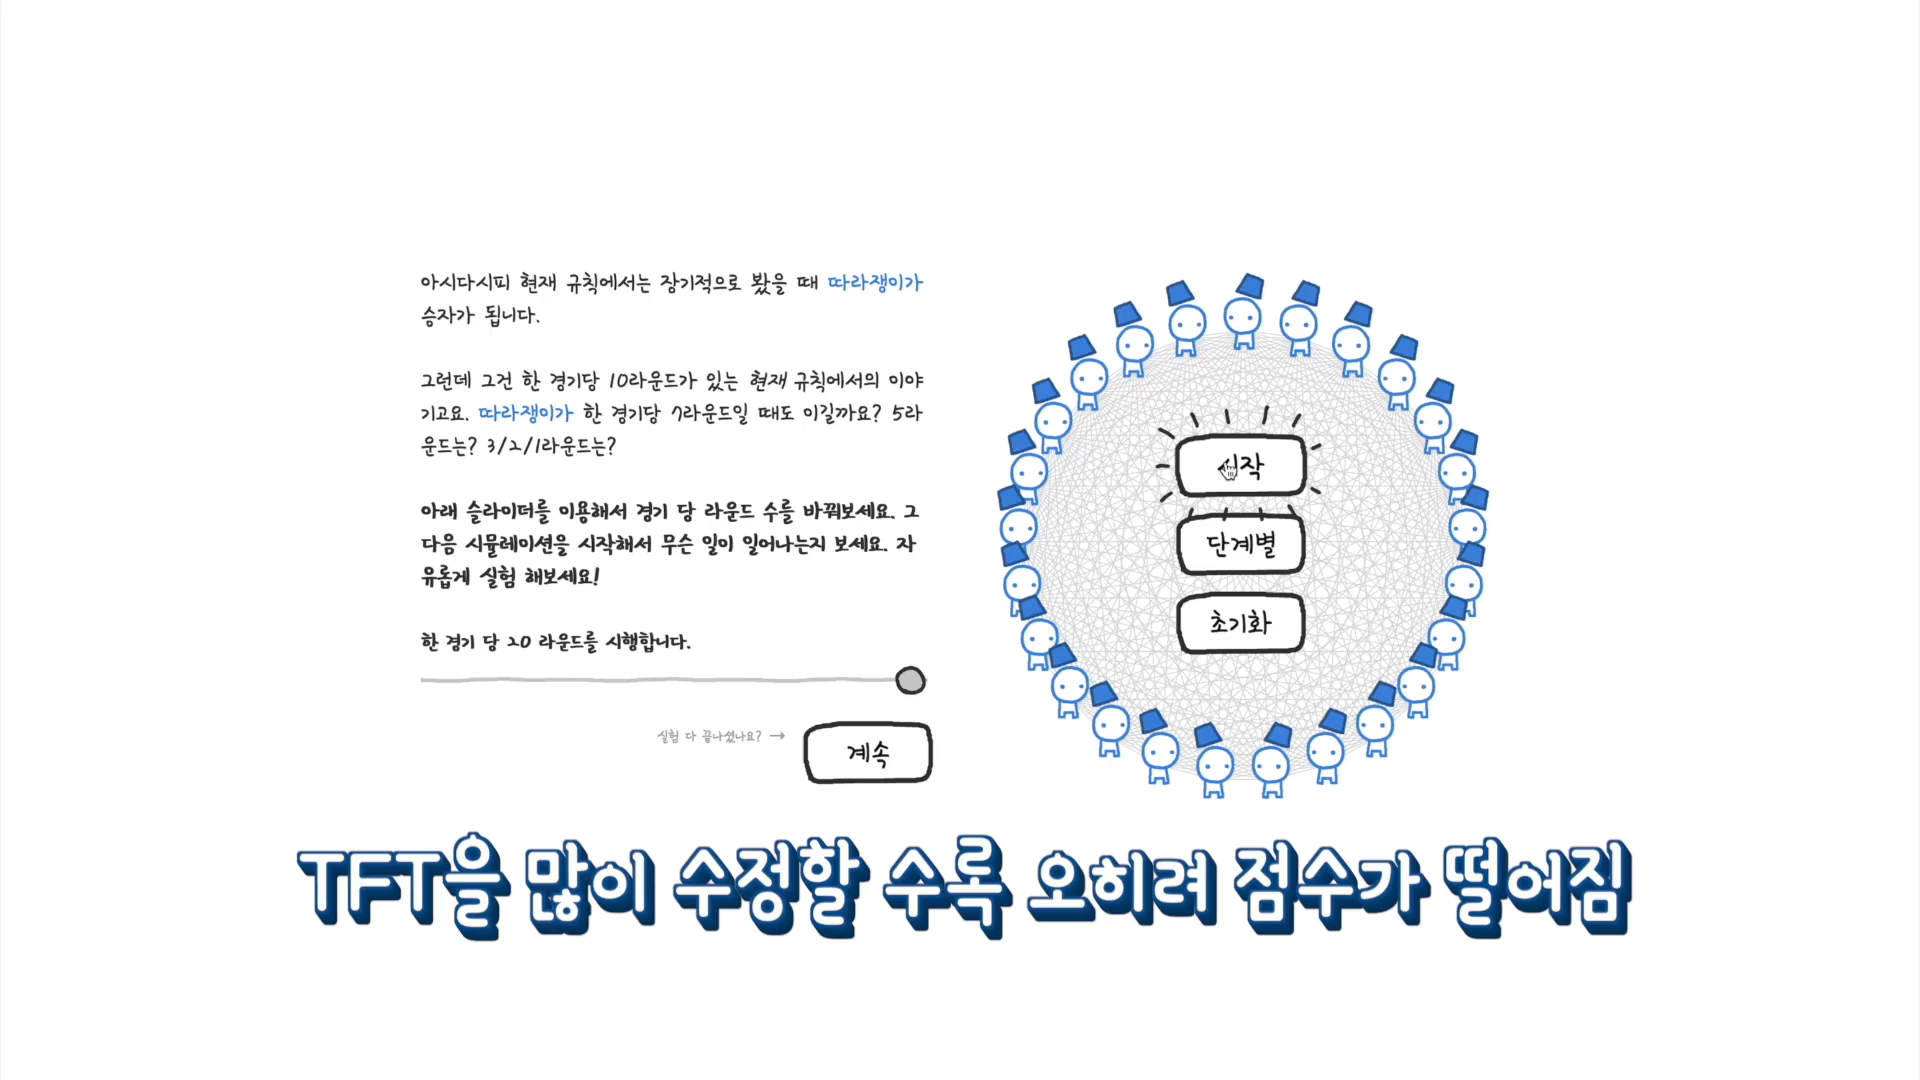 아시다시피 현재 규칙에서는 장기적으로 봤을 때 따라쟁이가
승자가 됩니다.
그런데 그건 한 경기당 10라운드가 있는 현재 규칙에서의 이야
기고요. 따라쟁이가 한 경기당 7라운드일 때도 이길까요? 5라
운드는? 3/2/1라운드는?
아래 슬라이더를 이용해서 경기 당 라운드 수를 바꿔보세요. 그
다음 시뮬레이션을 시작해서 무슨 일이 일어나는지 보세요. 자
유롭게 실험 해보세요!
한 경기 당 20 라운드를 시행합니다.
실험 다 끝나셨나요? →
계속
시작
단계별
초기화
TFT을 많이 수정할 수록 오히려 점수가 떨어짐